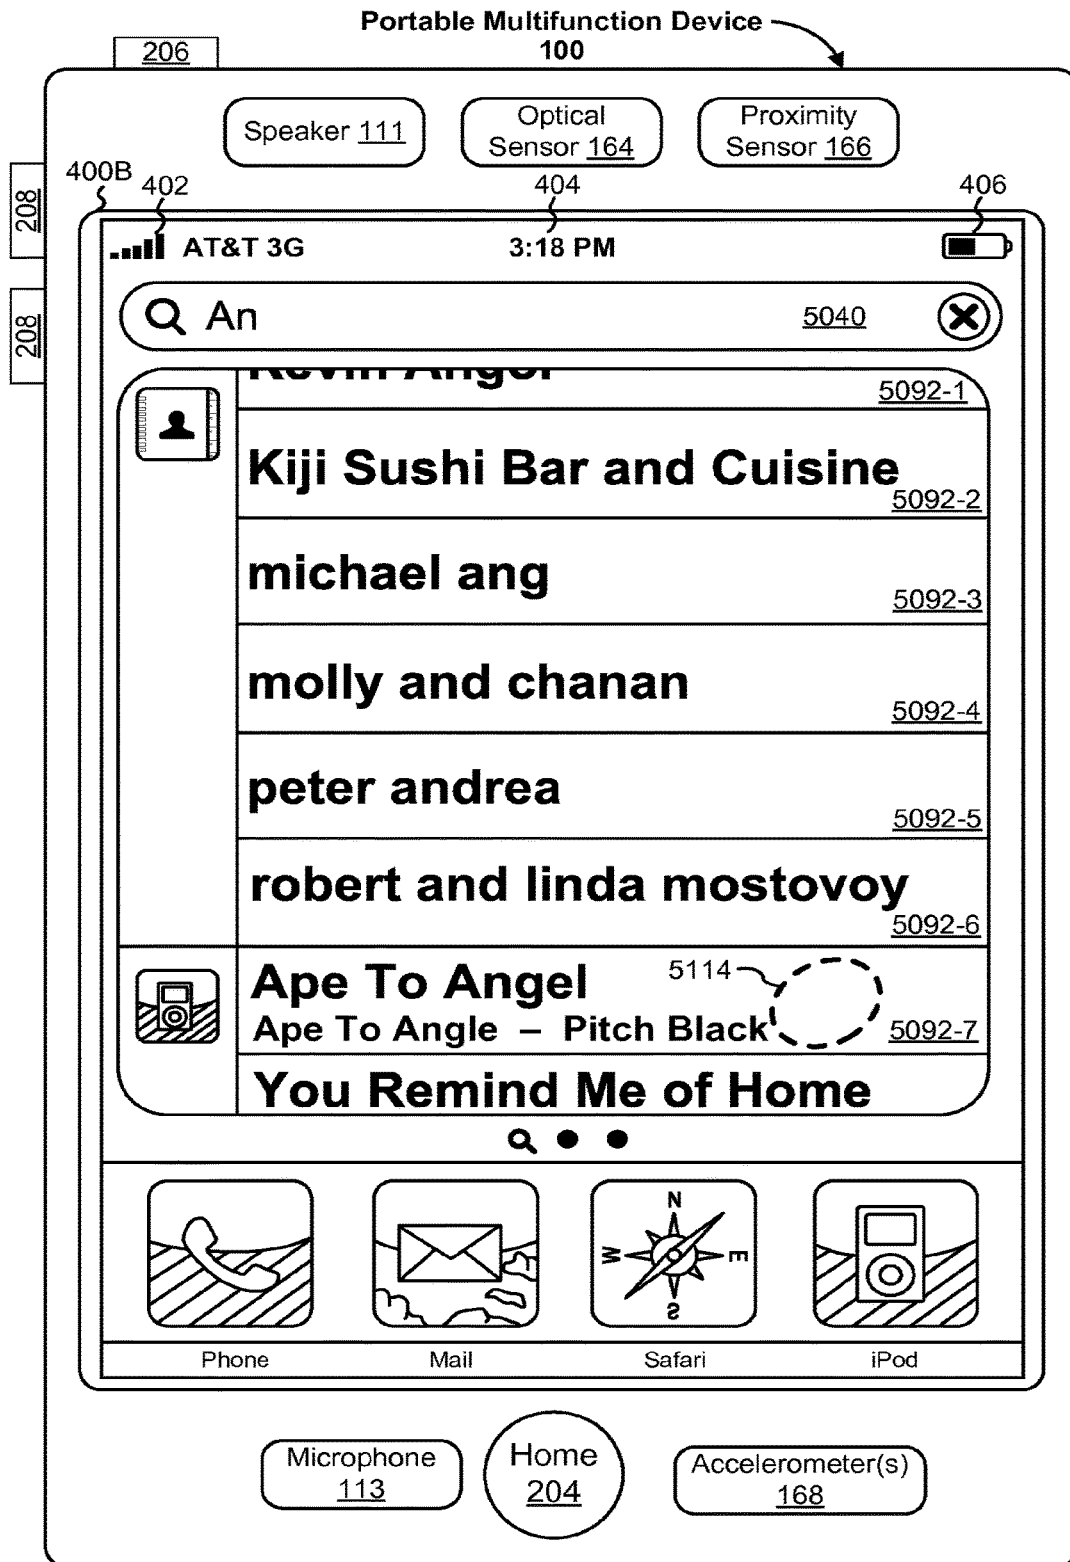 Portable Multifunction Device
100
206
Speaker 111
Optical
Sensor 164
Proximity
Sensor 166
400B
402
404
406
208
AT&T 3G
3:18 PM
An
5040
208
5092-1
Kiji Sushi Bar and Cuisine
5092-2
michael ang
5092-3
molly and chanan
5092-4
peter andrea
5092-5
robert and linda mostovoy
5092-6
Ape To Angel
5114
Ape To Angle – Pitch Black
5092-7
You Remind Me of Home
N
W
E
S
Phone
Mail
Safari
iPod
Microphone
113
Home
204
Accelerometer(s)
168